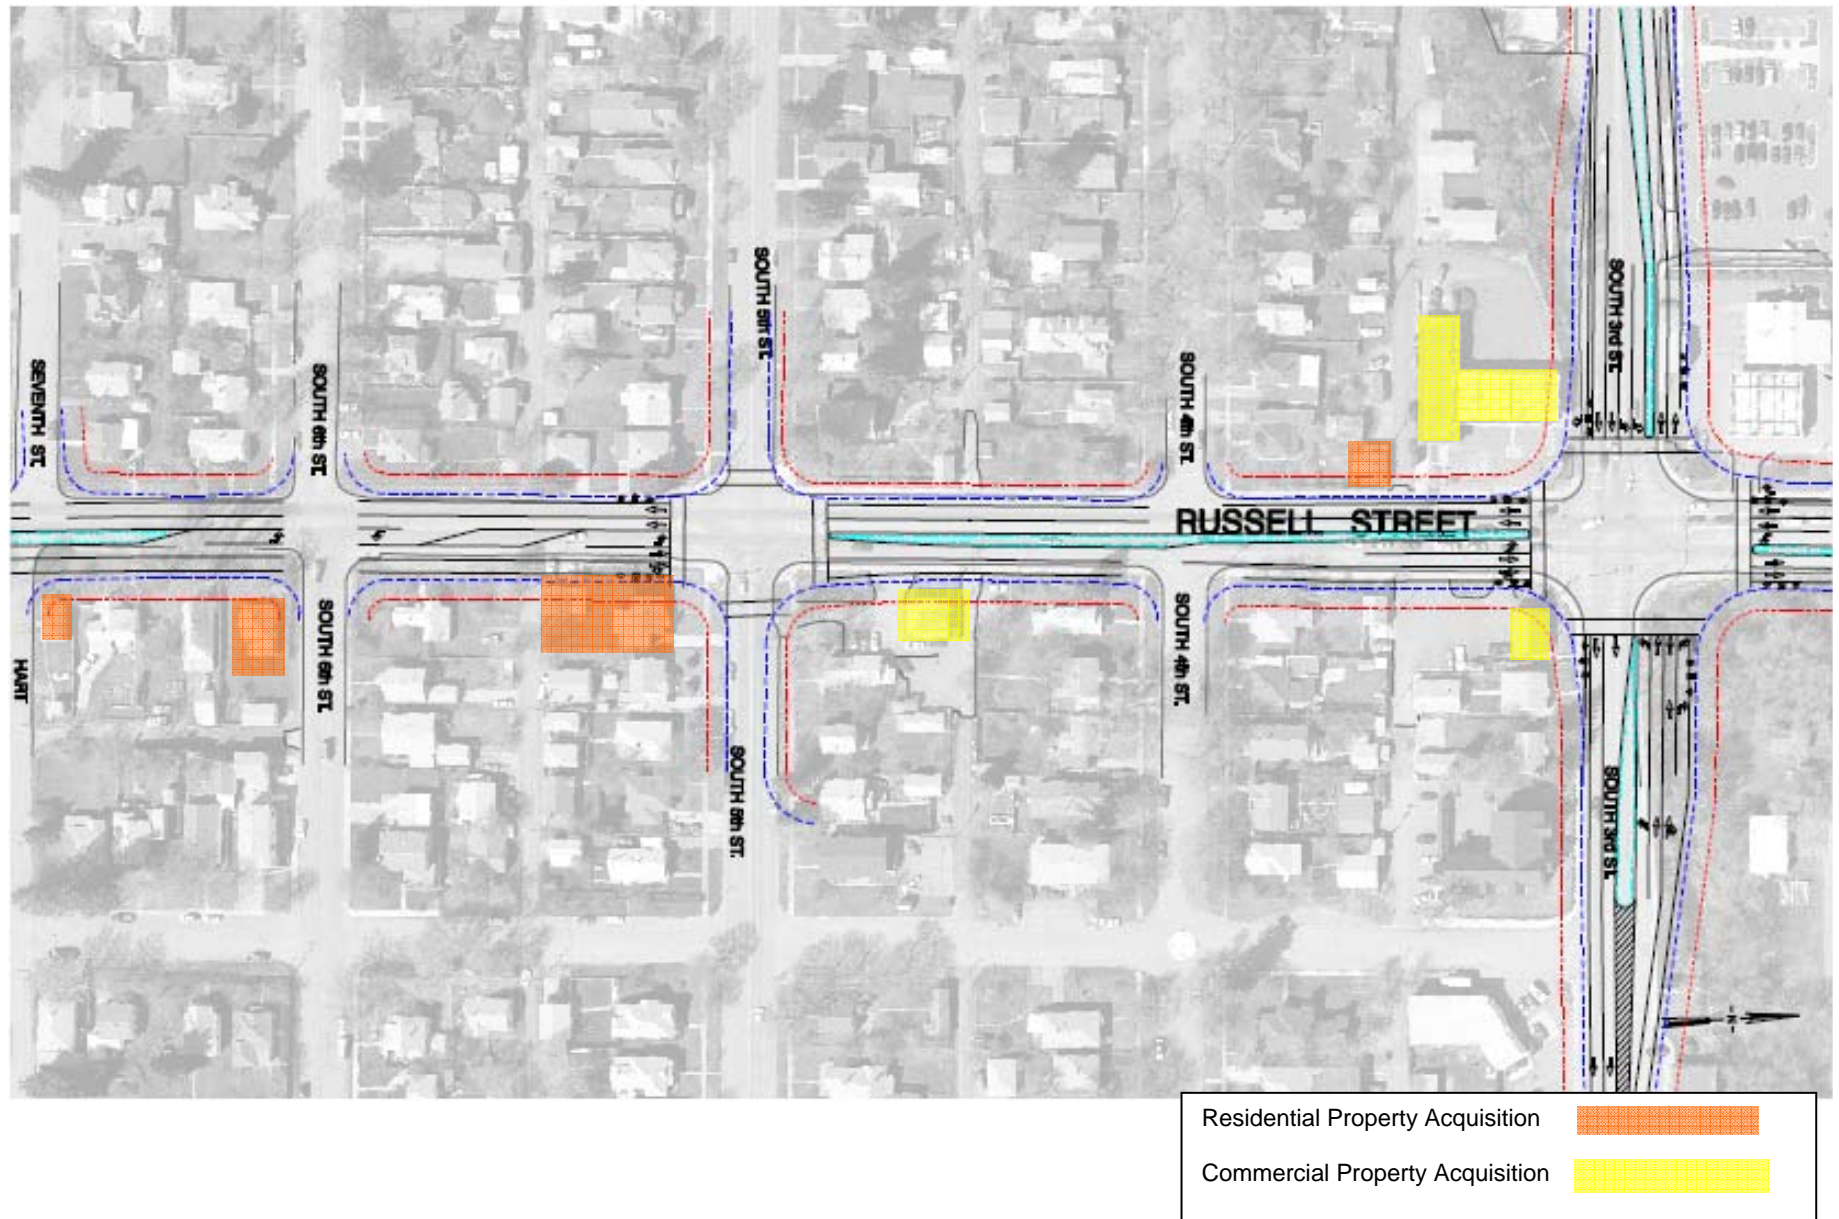 SOUTH 5th ST.
SOUTH 3rd ST.
SEVENTH ST.
SOUTH 6th ST.
SOUTH 4th ST.
RUSSELL STREET
HART
SOUTH 6th ST.
SOUTH 4th ST.
SOUTH 5th ST.
SOUTH 3rd ST.
N
Residential Property Acquisition
Commercial Property Acquisition